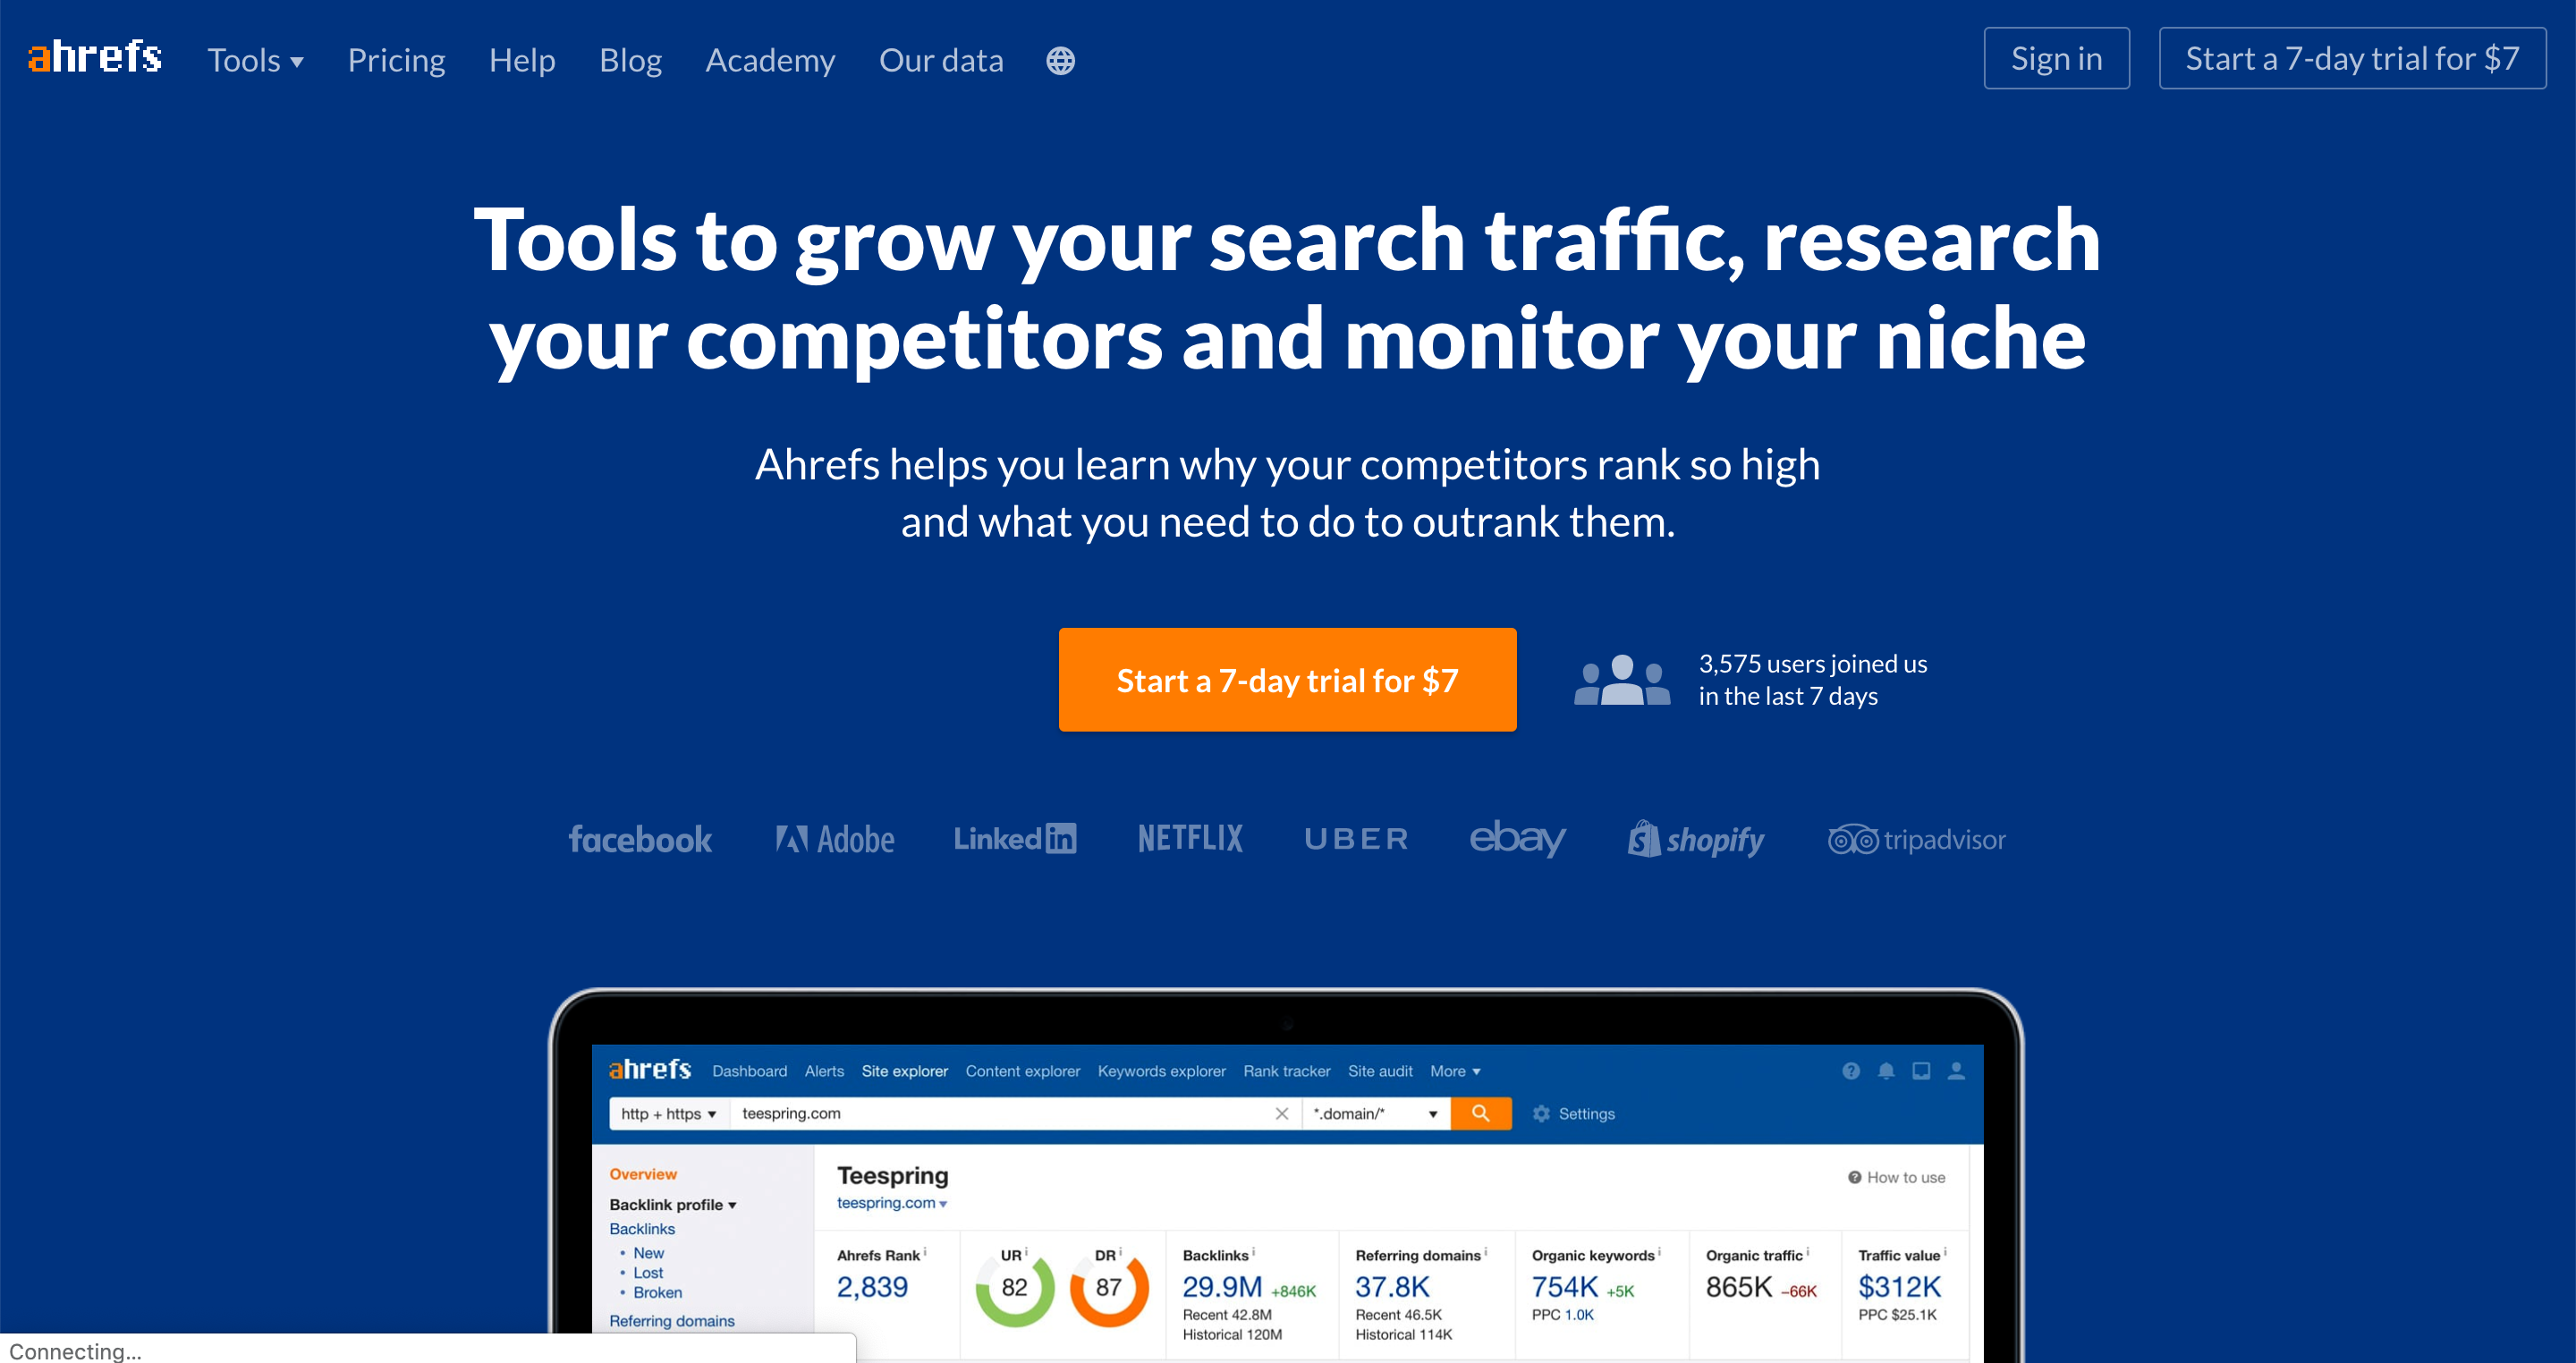 ahrefs Tools ▾ Pricing Help Blog Academy Our data Sign in Start a 7-day trial for $7
Tools to grow your search traffic, research
your competitors and monitor your niche
Ahrefs helps you learn why your competitors rank so high
and what you need to do to outrank them.
Start a 7-day trial for $7
3,575 users joined us
in the last 7 days
facebook Adobe Linked in NETFLIX UBER ebay shopify tripadvisor
ahrefs Dashboard Alerts Site explorer Content explorer Keywords explorer Rank tracker Site audit More ▾
http + https ▾ teespring.com *.domain/* ▾ Settings
Overview
Backlink profile ▾
Backlinks
• New
• Lost
• Broken
Referring domains
Teespring
How to use
teespring.com ▾
Ahrefs Rank i
2,839
UR i
82
DR i
87
Backlinks i
29.9M +846K
Recent 42.8M
Historical 120M
Referring domains i
37.8K
Recent 46.5K
Historical 114K
Organic keywords i
754K +5K
PPC 1.0K
Organic traffic i
865K –66K
Traffic value i
$312K
PPC $25.1K
Connecting...